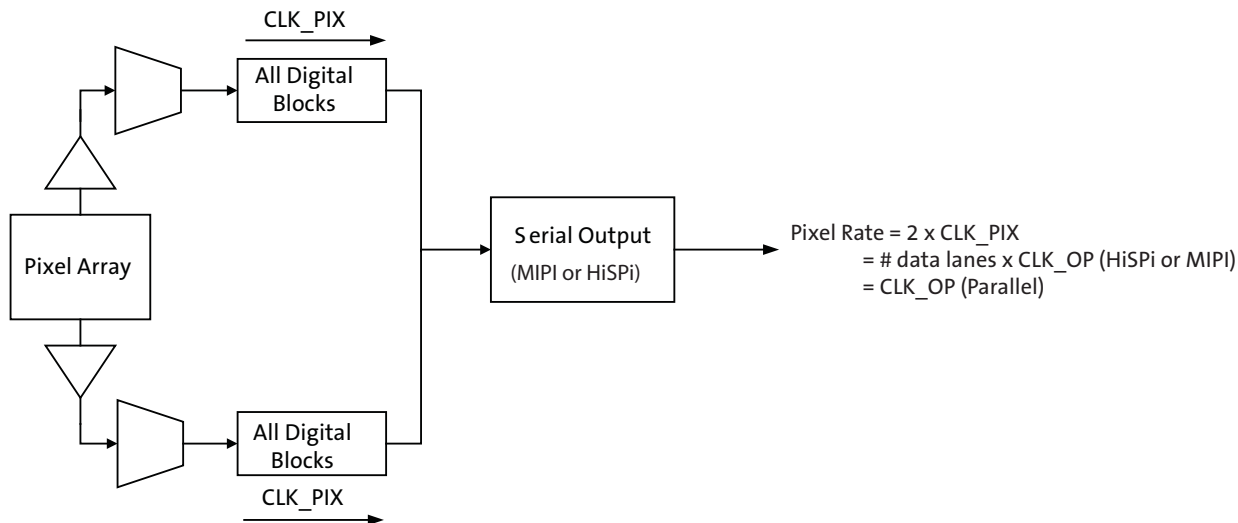 CLK_PIX
All Digital
Blocks
Pixel Array
Serial Output
(MIPI or HiSPi)
Pixel Rate = 2 x CLK_PIX
= # data lanes x CLK_OP (HiSPi or MIPI)
= CLK_OP (Parallel)
All Digital
Blocks
CLK_PIX